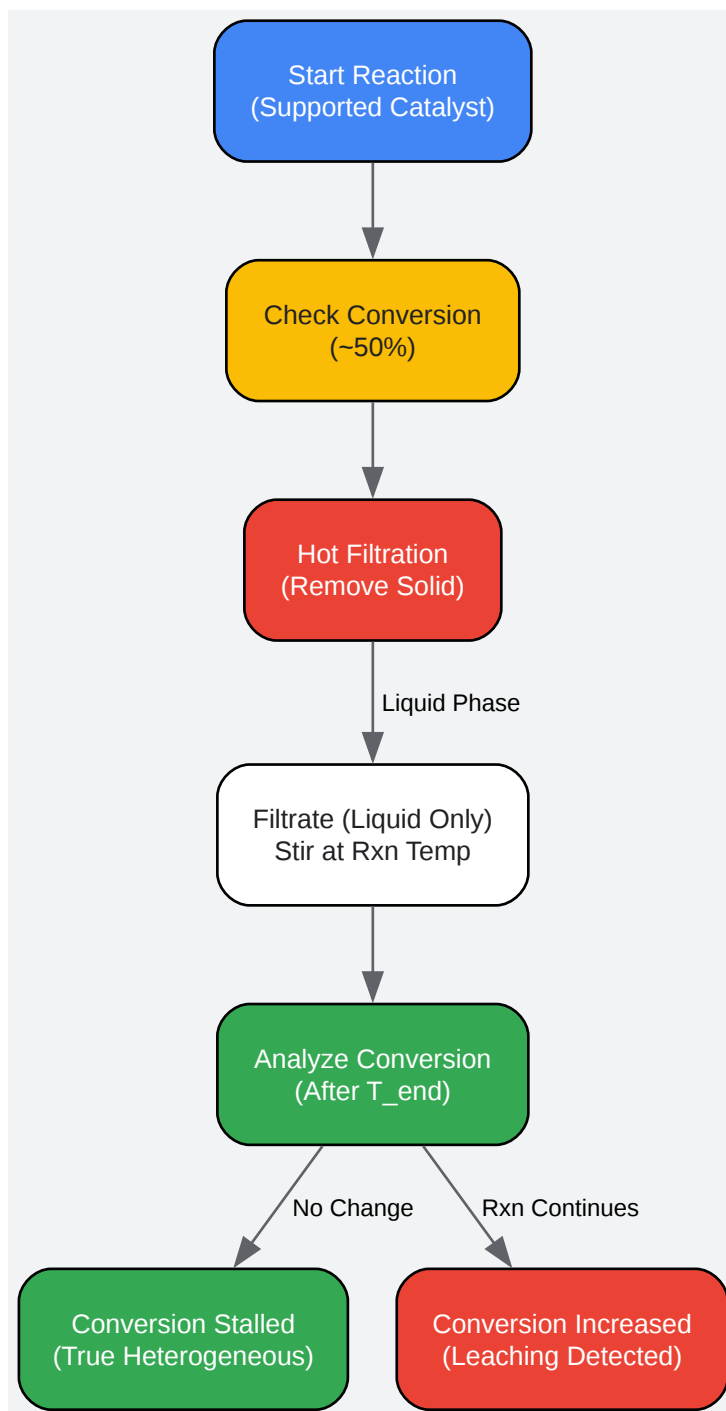 Start Reaction
(Supported Catalyst)
Check Conversion
(~50%)
Hot Filtration
(Remove Solid)
Liquid Phase
Filtrate (Liquid Only)
Stir at Rxn Temp
Analyze Conversion
(After T_end)
No Change
Rxn Continues
Conversion Stalled
(True Heterogeneous)
Conversion Increased
(Leaching Detected)